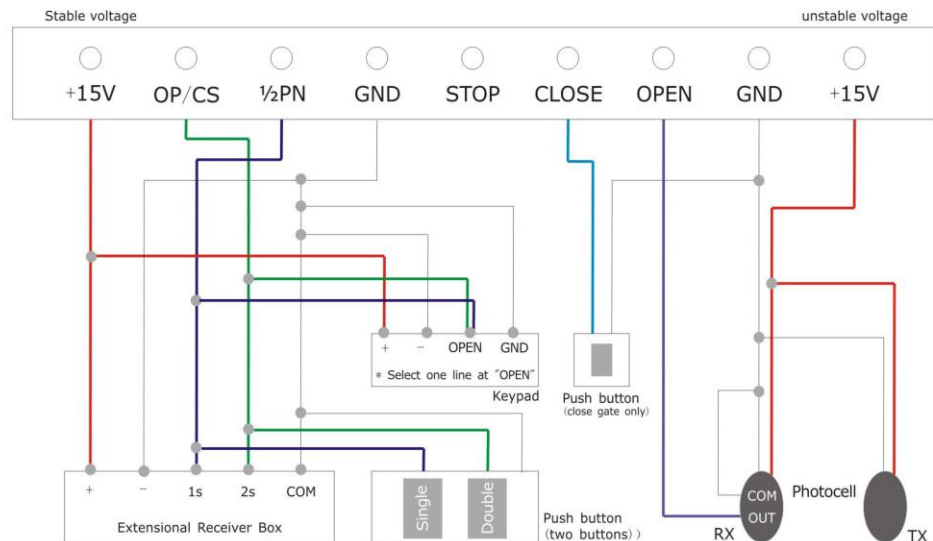 Stable voltage
unstable voltage
+15V OP/CS ½PN GND STOP CLOSE OPEN GND +15V
+ − OPEN GND
* Select one line at "OPEN"
Keypad
Push button
(close gate only)
+ − 1s 2s COM
Extensional Receiver Box
Single
Double
Push button
(two buttons) )
COM
OUT
RX
Photocell
TX